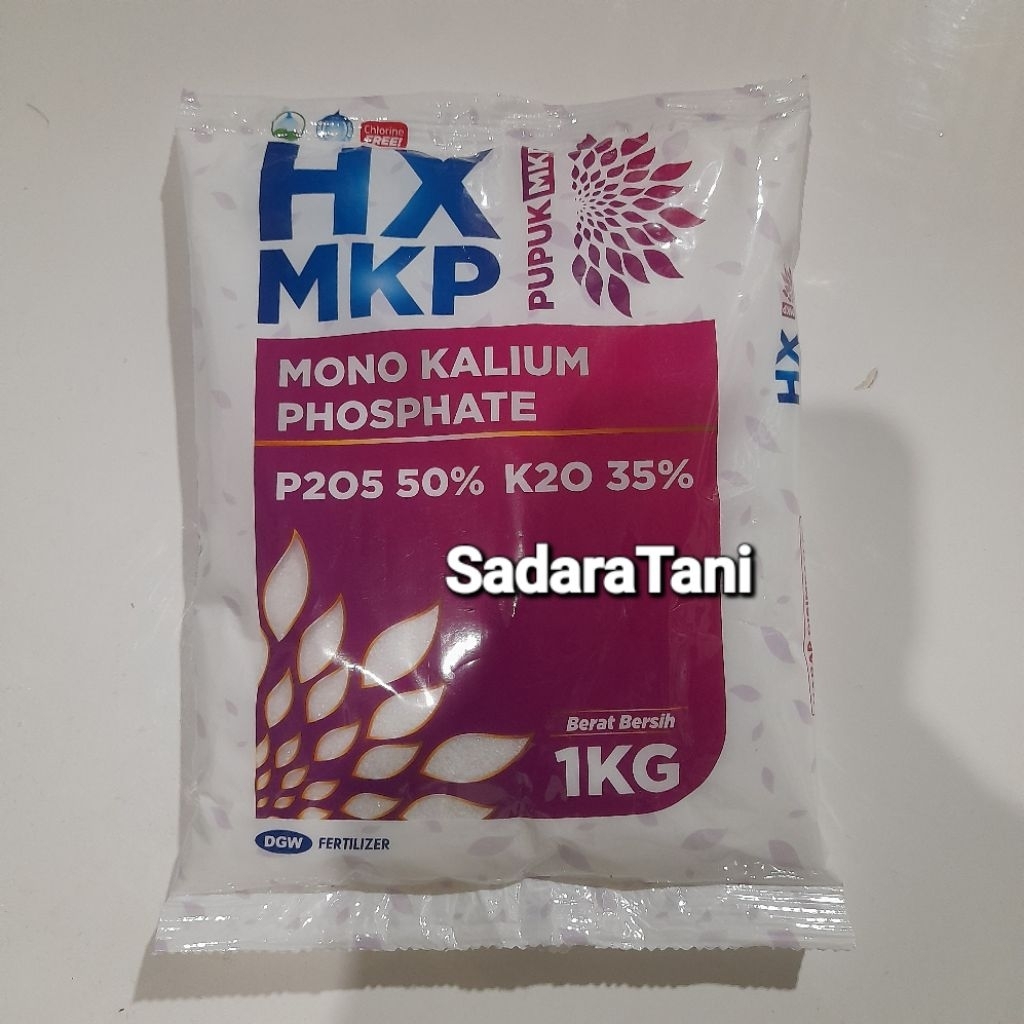 Chlorine
FREE!
HX
MKP
PUPUK MKP
MONO KALIUM
PHOSPHATE
P2O5 50% K2O 35%
SadaraTani
Berat Bersih
1KG
DGW FERTILIZER
HX